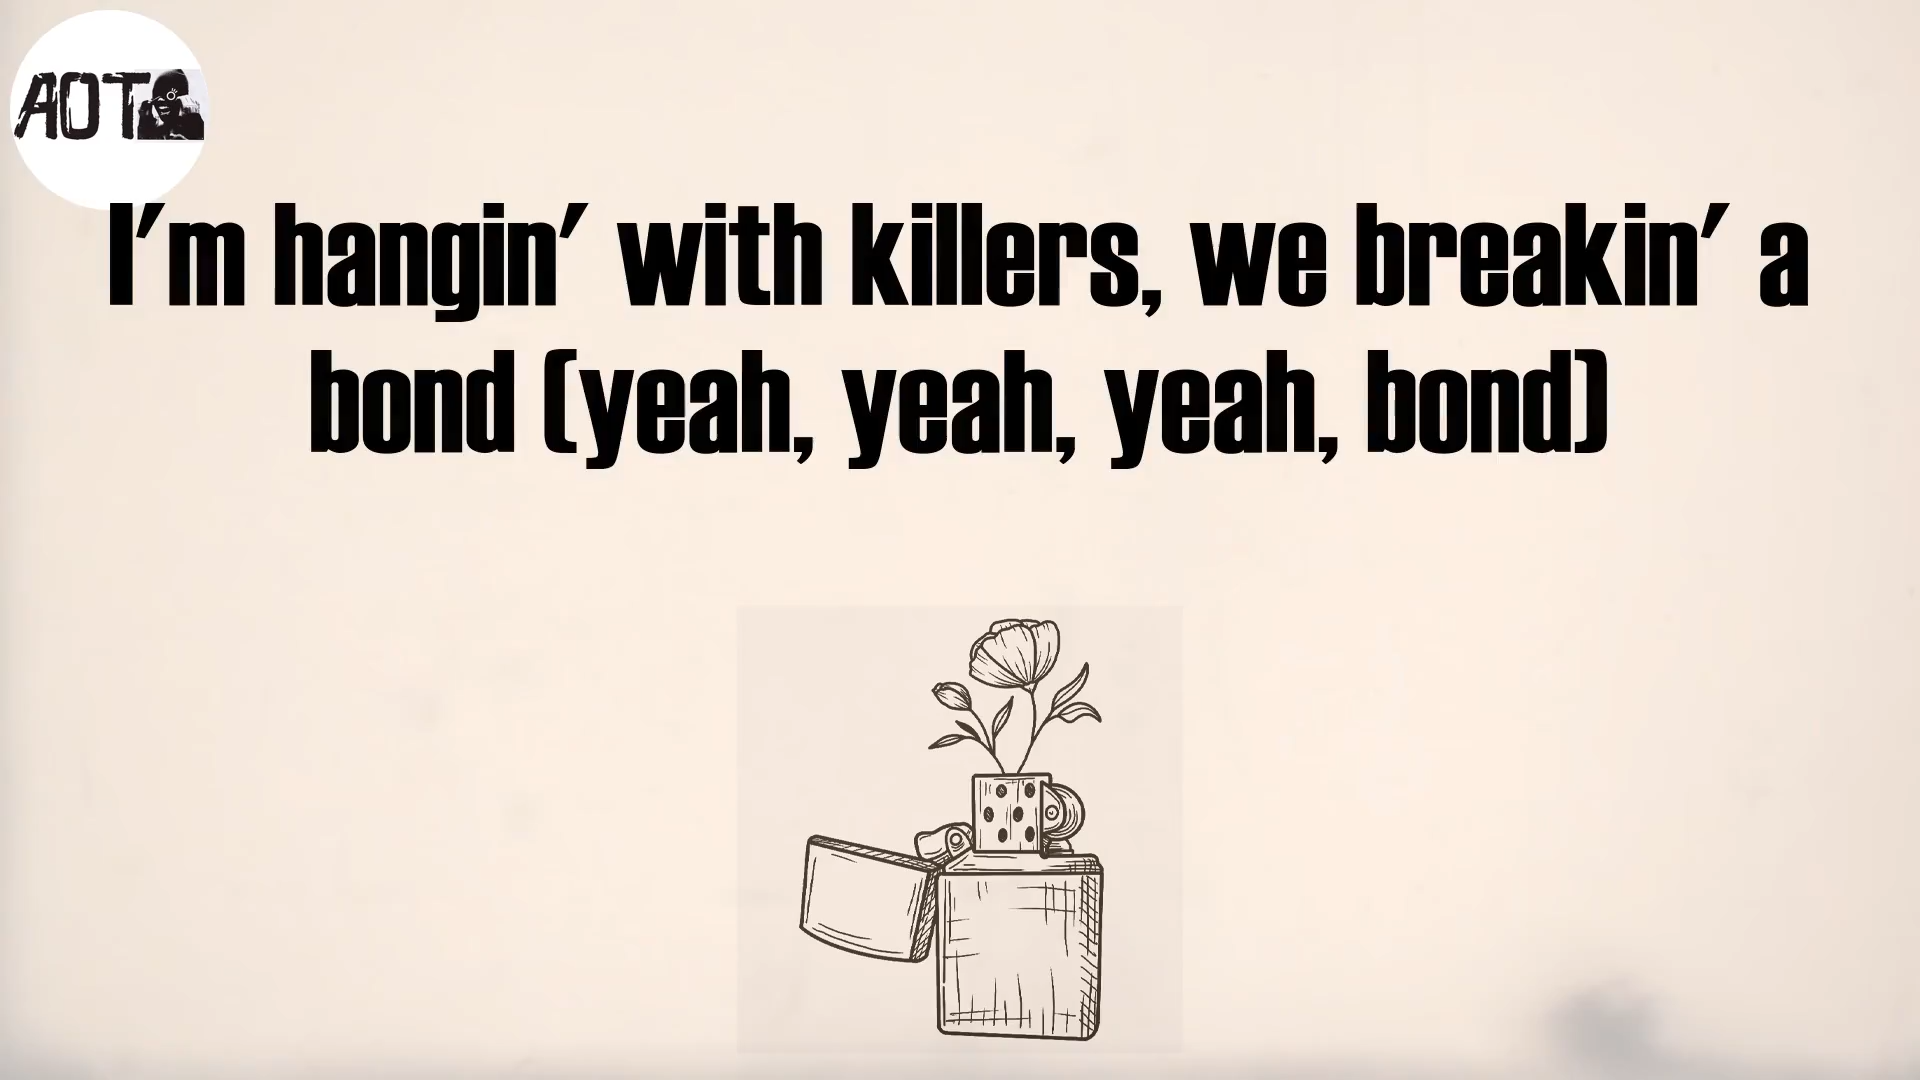 AOT
I'm hangin' with killers, we breakin' a
bond (yeah, yeah, yeah, bond)